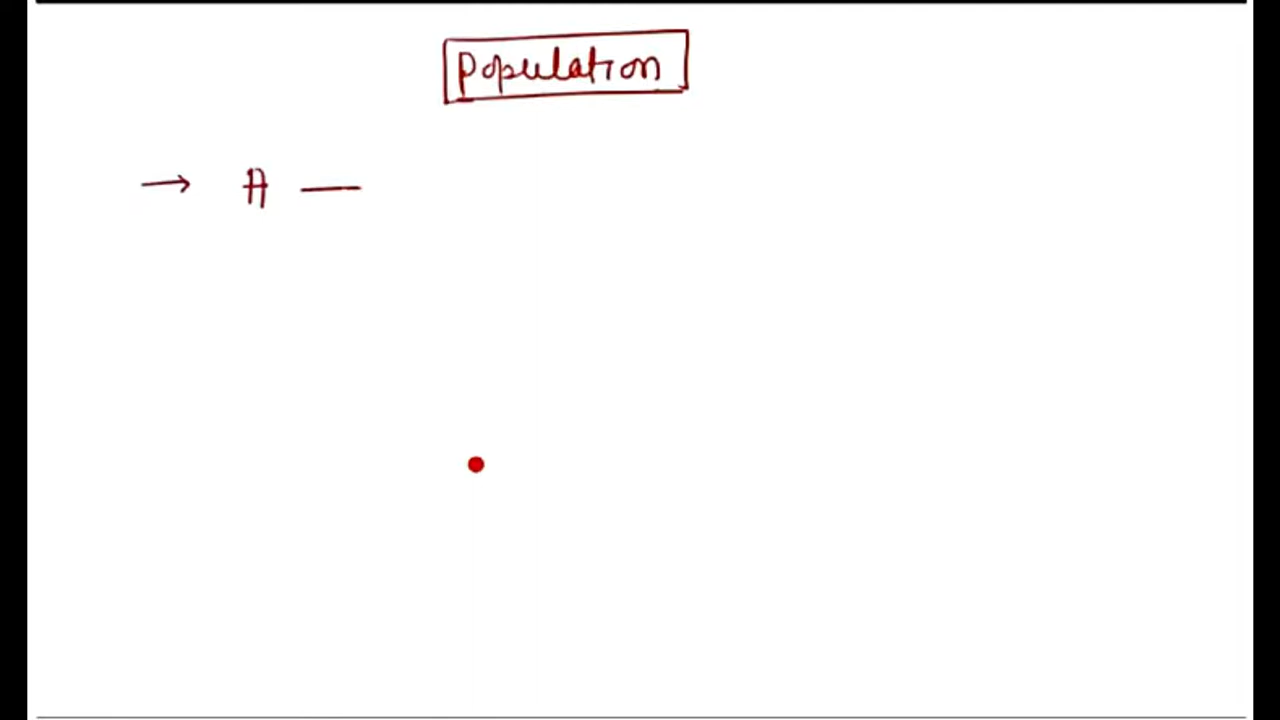 Population
→ A —